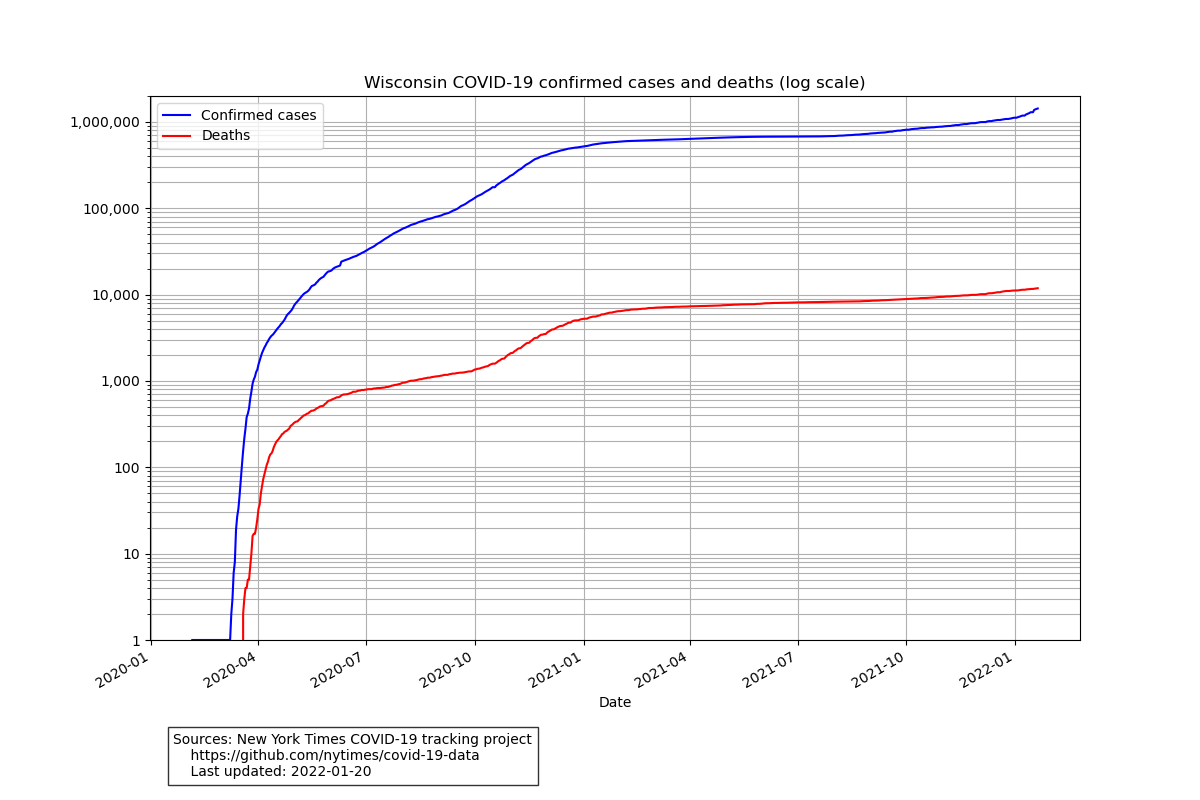 Wisconsin COVID-19 confirmed cases and deaths (log scale)
Confirmed cases
Deaths
1,000,000
100,000
10,000
1,000
100
10
1
2020-01
2020-04
2020-07
2020-10
2021-01
2021-04
2021-07
2021-10
2022-01
Date
Sources: New York Times COVID-19 tracking project
https://github.com/nytimes/covid-19-data
Last updated: 2022-01-20